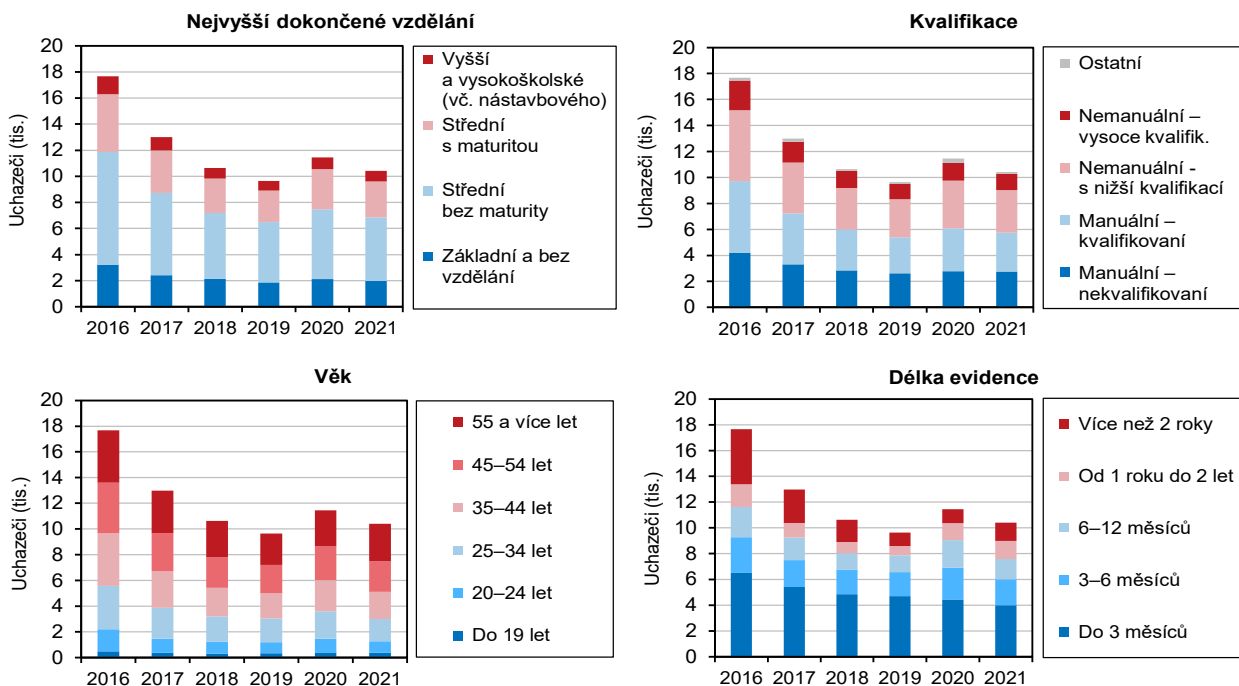 Nejvyšší dokončené vzdělání
Uchazeči (tis.)
20
18
16
14
12
10
8
6
4
2
0
2016 2017 2018 2019 2020 2021
Vyšší
a vysokoškolské
(vč. nástavbového)
Střední
s maturitou
Střední
bez maturity
Základní a bez
vzdělání
Kvalifikace
Uchazeči (tis.)
20
18
16
14
12
10
8
6
4
2
0
2016 2017 2018 2019 2020 2021
Ostatní
Nemanuální –
vysoce kvalifik.
Nemanuální -
s nižší kvalifikací
Manuální –
kvalifikovaní
Manuální –
nekvalifikovaní
Věk
Uchazeči (tis.)
20
18
16
14
12
10
8
6
4
2
0
2016 2017 2018 2019 2020 2021
55 a více let
45–54 let
35–44 let
25–34 let
20–24 let
Do 19 let
Délka evidence
Uchazeči (tis.)
20
18
16
14
12
10
8
6
4
2
0
2016 2017 2018 2019 2020 2021
Více než 2 roky
Od 1 roku do 2 let
6–12 měsíců
3–6 měsíců
Do 3 měsíců